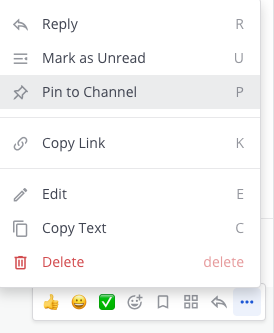 Reply R
Mark as Unread U
Pin to Channel P
Copy Link K
Edit E
Copy Text C
Delete delete